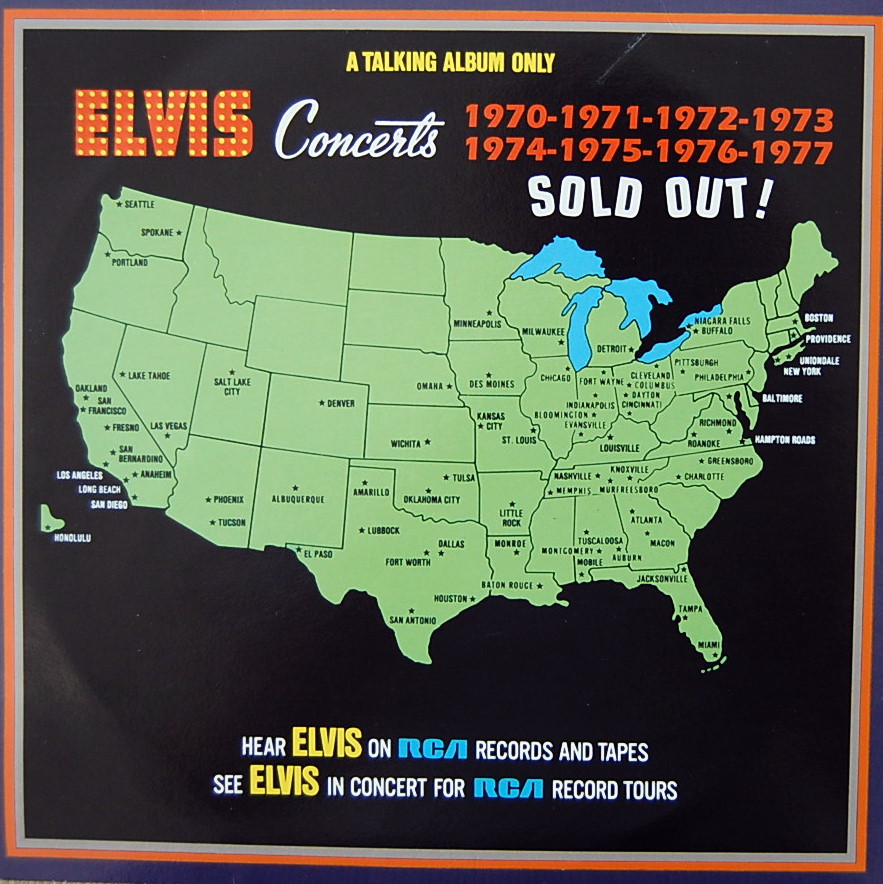 A TALKING ALBUM ONLY
ELVIS Concerts 1970-1971-1972-1973
1974-1975-1976-1977
SOLD OUT!
SEATTLE
SPOKANE
PORTLAND
MINNEAPOLIS
MILWAUKEE
DETROIT
NIAGARA FALLS
BUFFALO
BOSTON
PROVIDENCE
UNIONDALE
NEW YORK
LAKE TAHOE
SALT LAKE
CITY
OAKLAND
SAN
FRANCISCO
FRESNO
LAS VEGAS
SAN
BERNARDINO
LOS ANGELES
ANAHEIM
LONG BEACH
SAN DIEGO
HONOLULU
DENVER
OMAHA
DES MOINES
CHICAGO
FORT WAYNE
CLEVELAND
COLUMBUS
DAYTON
CINCINNATI
PITTSBURGH
PHILADELPHIA
BALTIMORE
INDIANAPOLIS
BLOOMINGTON
EVANSVILLE
KANSAS
CITY
ST. LOUIS
WICHITA
LOUISVILLE
RICHMOND
ROANOKE
HAMPTON ROADS
GREENSBORO
CHARLOTTE
NASHVILLE
KNOXVILLE
MEMPHIS
MURFREESBORO
PHOENIX
TUCSON
ALBUQUERQUE
AMARILLO
TULSA
OKLAHOMA CITY
LUBBOCK
LITTLE
ROCK
EL PASO
DALLAS
FORT WORTH
MONROE
ATLANTA
MACON
TUSCALOOSA
MONTGOMERY
AUBURN
MOBILE
BATON ROUGE
HOUSTON
SAN ANTONIO
JACKSONVILLE
TAMPA
MIAMI
HEAR ELVIS ON RCA RECORDS AND TAPES
SEE ELVIS IN CONCERT FOR RCA RECORD TOURS